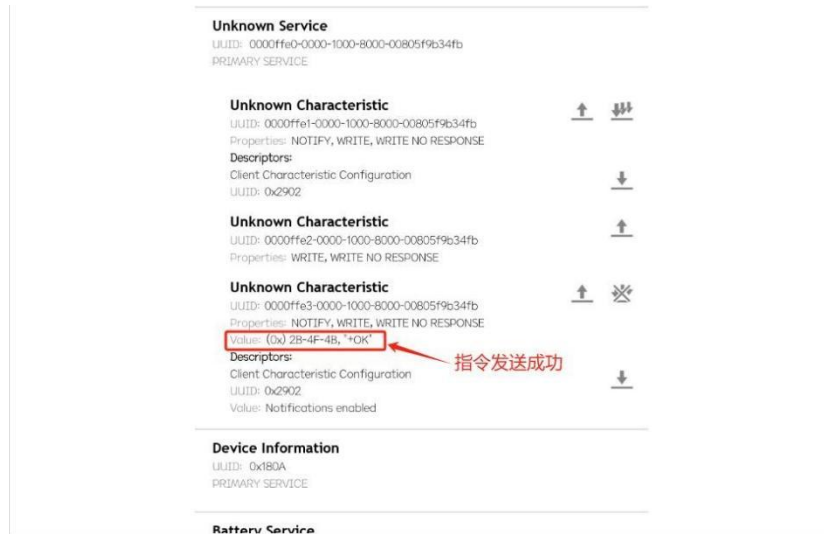 Unknown Service
UUID: 0000ffe0-0000-1000-8000-00805f9b34fb
PRIMARY SERVICE
Unknown Characteristic
UUID: 0000ffe1-0000-1000-8000-00805f9b34fb
Properties: NOTIFY, WRITE, WRITE NO RESPONSE
Descriptors:
Client Characteristic Configuration
UUID: 0x2902
Unknown Characteristic
UUID: 0000ffe2-0000-1000-8000-00805f9b34fb
Properties: WRITE, WRITE NO RESPONSE
Unknown Characteristic
UUID: 0000ffe3-0000-1000-8000-00805f9b34fb
Properties: NOTIFY, WRITE, WRITE NO RESPONSE
Value: (0x) 2B-4F-4B, "+OK"
指令发送成功
Descriptors:
Client Characteristic Configuration
UUID: 0x2902
Value: Notifications enabled
Device Information
UUID: 0x180A
PRIMARY SERVICE
Battery Service